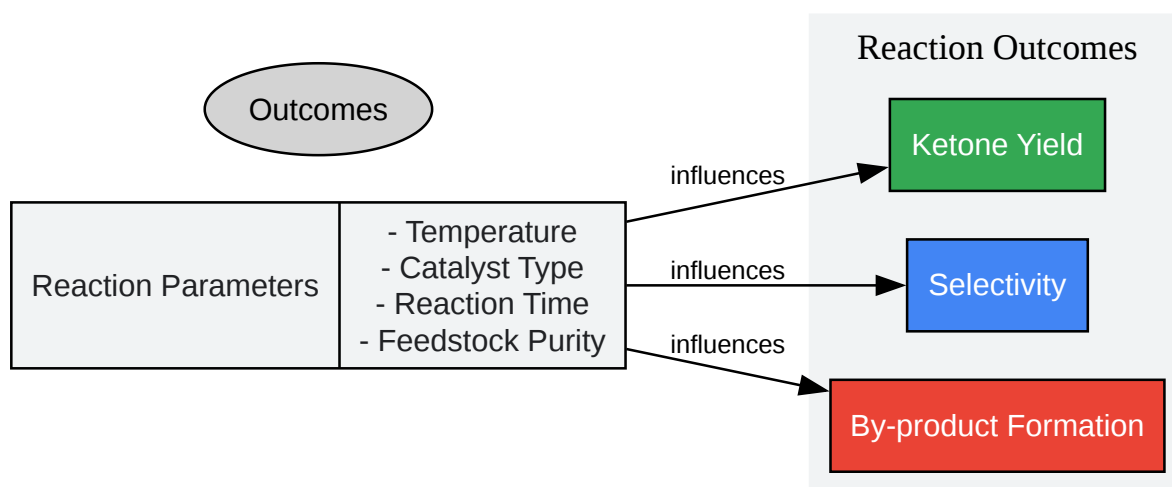 Reaction Outcomes
Outcomes
Ketone Yield
influences
Reaction Parameters
- Temperature
- Catalyst Type
- Reaction Time
- Feedstock Purity
influences
Selectivity
influences
By-product Formation